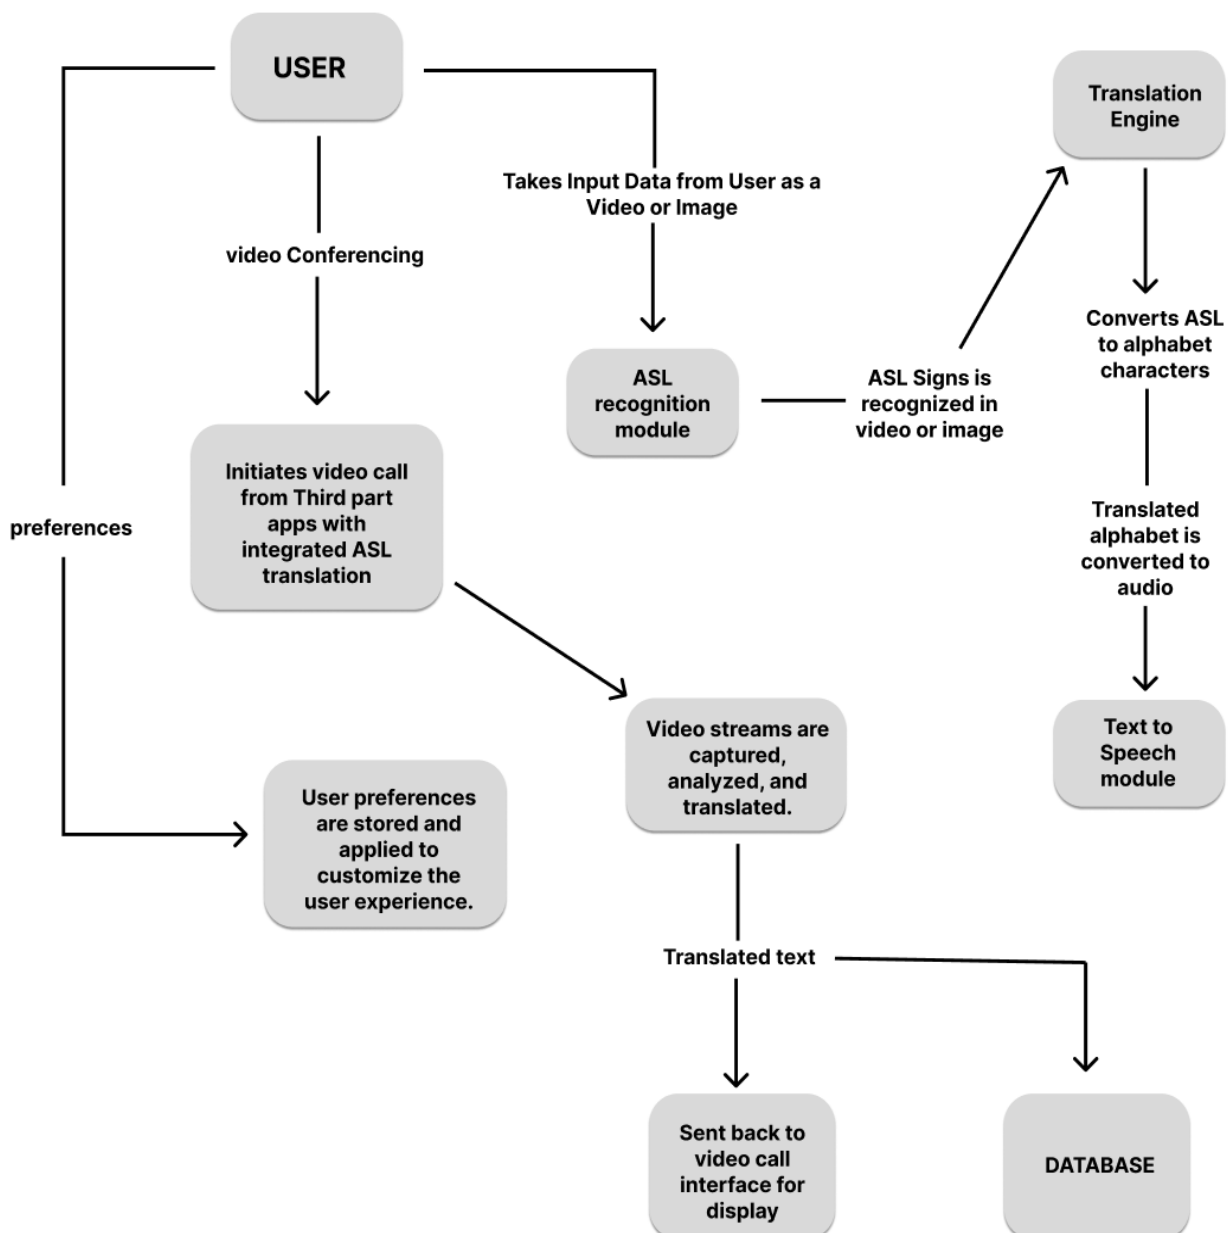 USER
Translation
Engine
Takes Input Data from User as a
Video or Image
video Conferencing
Converts ASL
to alphabet
characters
ASL
recognition
module
ASL Signs is
recognized in
video or image
Initiates video call
from Third part
apps with
integrated ASL
translation
preferences
Translated
alphabet is
converted to
audio
Video streams are
captured,
analyzed, and
translated.
Text to
Speech
module
User preferences
are stored and
applied to
customize the
user experience.
Translated text
Sent back to
video call
interface for
display
DATABASE